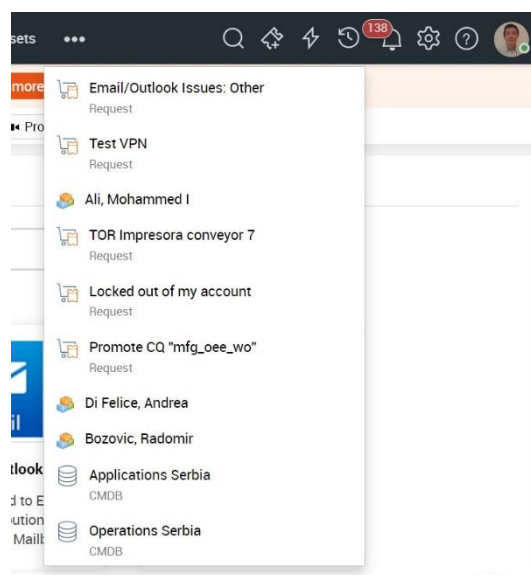 sets
•••
138
?
more
Pro
Email/Outlook Issues: Other
Request
Test VPN
Request
Ali, Mohammed I
TOR Impresora conveyor 7
Request
Locked out of my account
Request
Promote CQ "mfg_oee_wo"
Request
Di Felice, Andrea
Bozovic, Radomir
Applications Serbia
CMDB
Operations Serbia
CMDB
il
tlook
d to E
ution
Mailb